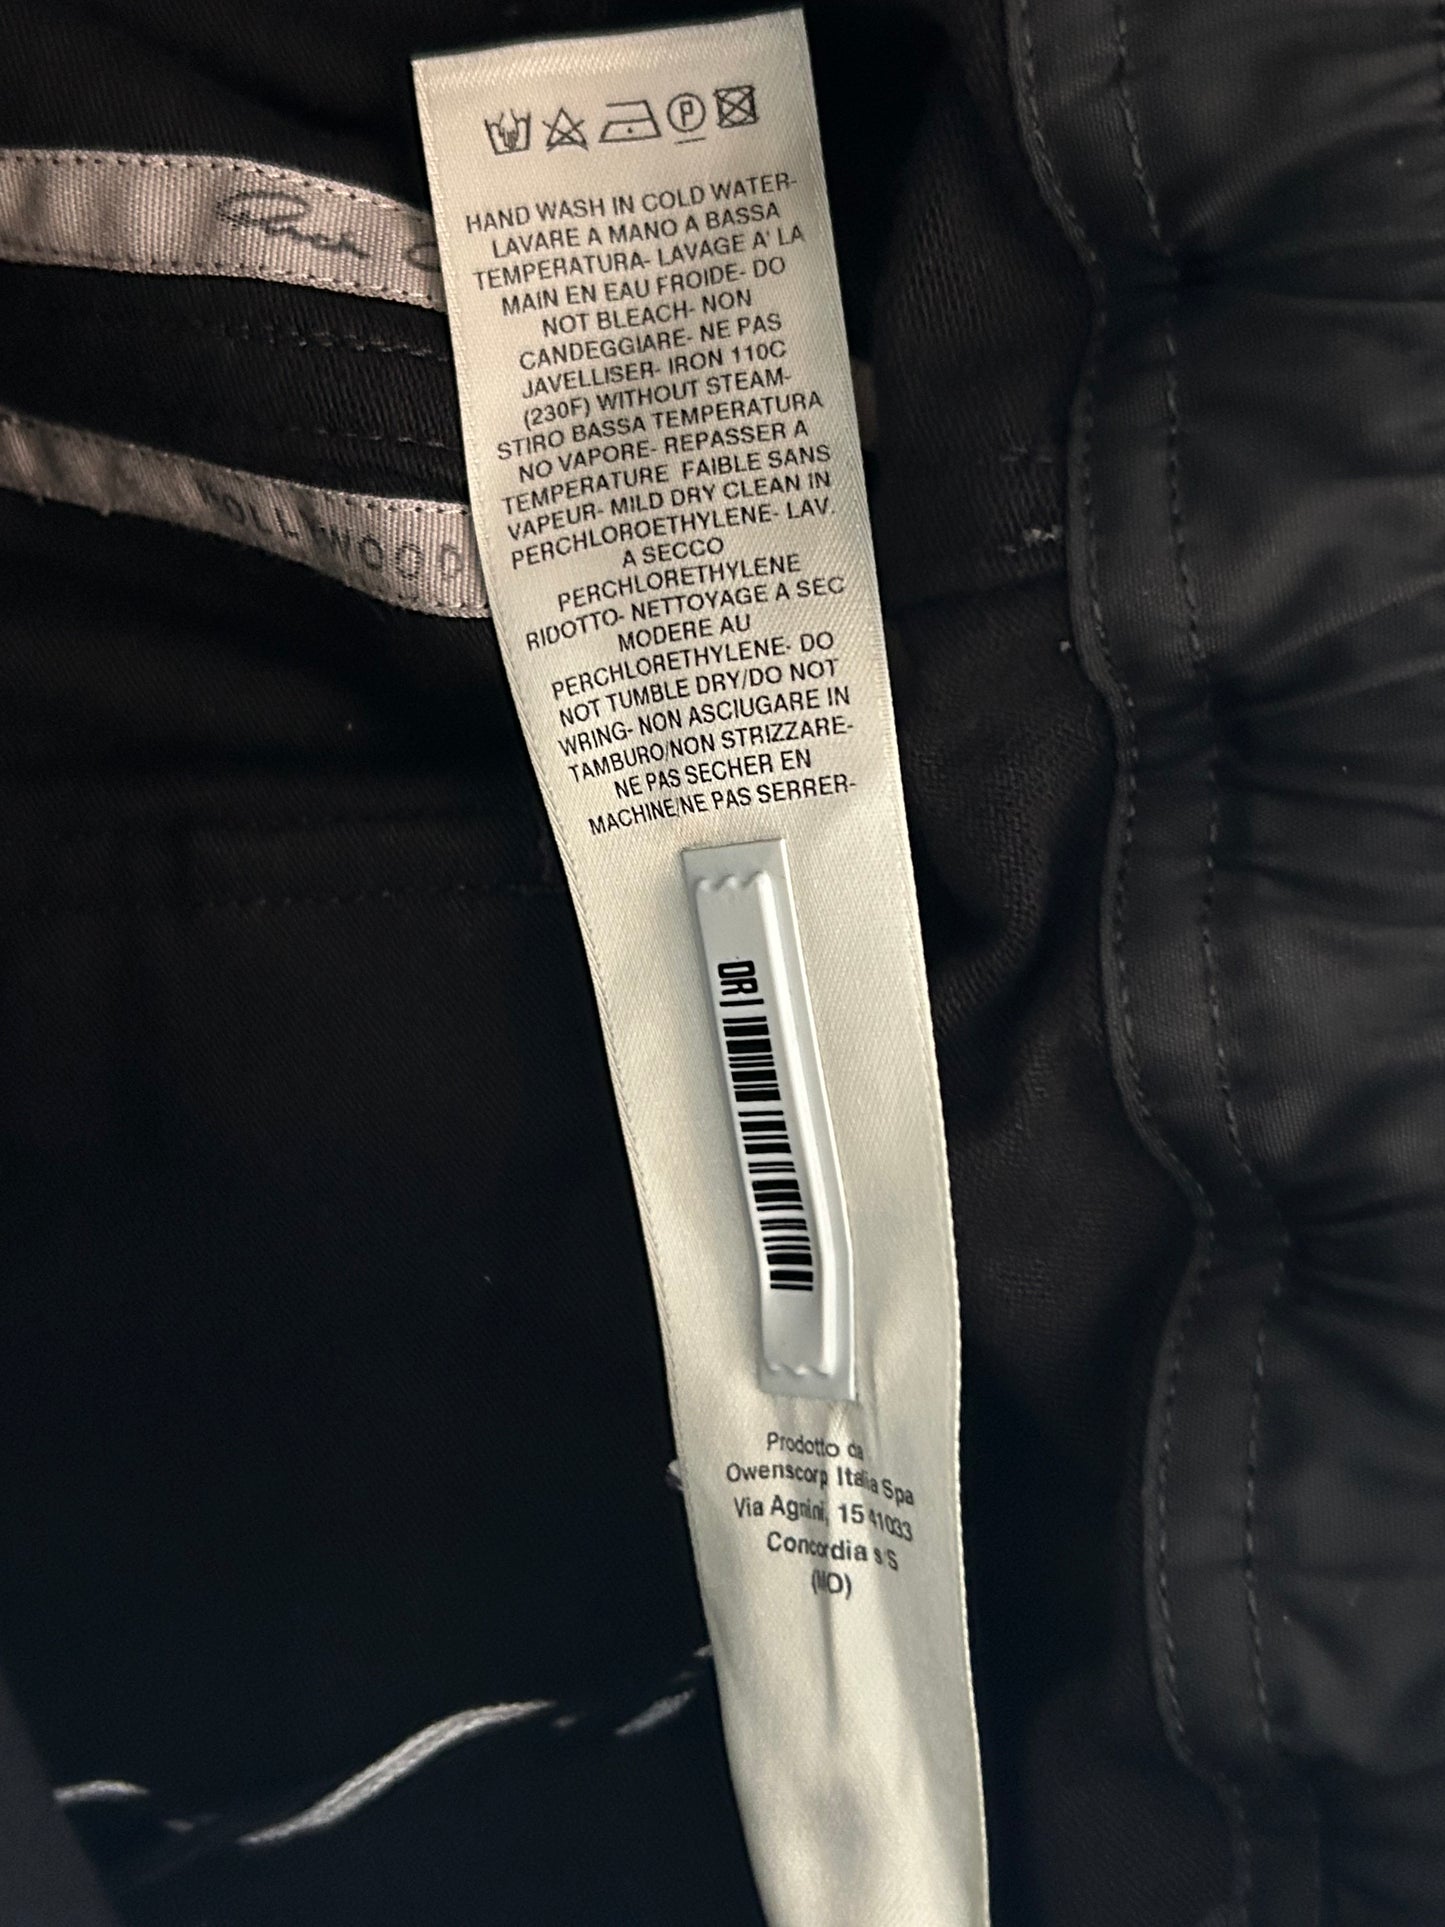 P
HAND WASH IN COLD WATER-
LAVARE A MANO A BASSA
TEMPERATURA- LAVAGE A' LA
MAIN EN EAU FROIDE- DO
NOT BLEACH- NON
CANDEGGIARE- NE PAS
JAVELLISER- IRON 110C
(230F) WITHOUT STEAM-
STIRO BASSA TEMPERATURA
NO VAPORE- REPASSER A
TEMPERATURE FAIBLE SANS
VAPEUR- MILD DRY CLEAN IN
PERCHLOROETHYLENE- LAV.
A SECCO
PERCHLORETHYLENE
RIDOTTO- NETTOYAGE A SEC
MODERE AU
PERCHLORETHYLENE- DO
NOT TUMBLE DRY/DO NOT
WRING- NON ASCIUGARE IN
TAMBURO/NON STRIZZARE-
NE PAS SECHER EN
MACHINE/NE PAS SERRER-
DR
Prodotto da
Owenscorp Italia Spa
Via Agnini, 15 41033
Concordia s/S
(MO)
HOLLYWOOD